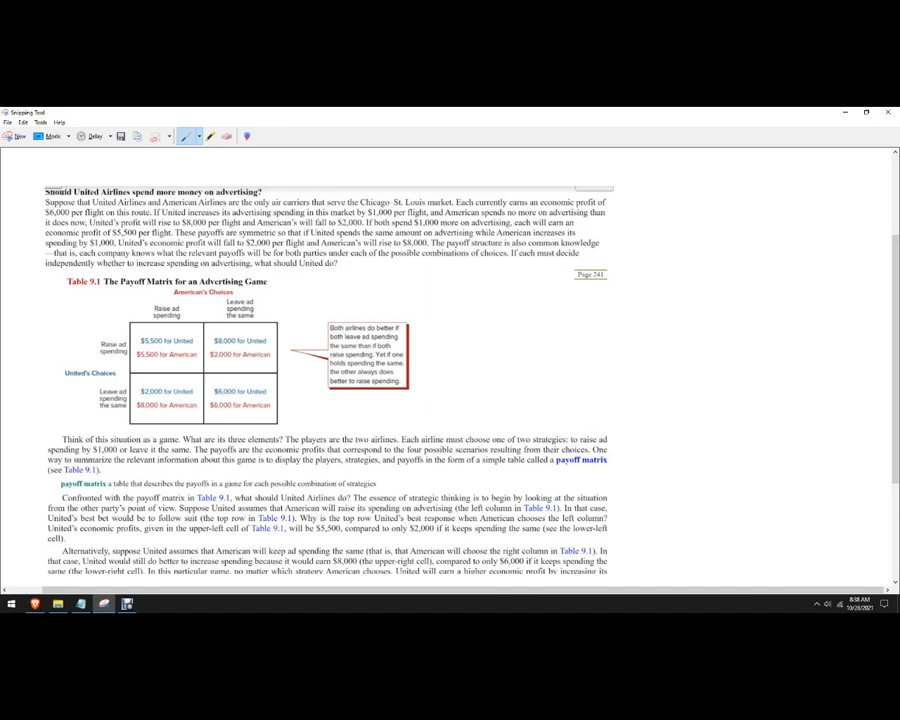 Snipping Tool
File Edit Tools Help
New Mode Delay
Should United Airlines spend more money on advertising?
Suppose that United Airlines and American Airlines are the only air carriers that serve the Chicago–St. Louis market. Each currently earns an economic profit of
$6,000 per flight on this route. If United increases its advertising spending in this market by $1,000 per flight, and American spends no more on advertising than
it does now, United's profit will rise to $8,000 per flight and American's will fall to $2,000. If both spend $1,000 more on advertising, each will earn an
economic profit of $5,500 per flight. These payoffs are symmetric so that if United spends the same amount on advertising while American increases its
spending by $1,000, United's economic profit will fall to $2,000 per flight and American's will rise to $8,000. The payoff structure is also common knowledge
—that is, each company knows what the relevant payoffs will be for both parties under each of the possible combinations of choices. If each must decide
independently whether to increase spending on advertising, what should United do?
Page 241
Table 9.1 The Payoff Matrix for an Advertising Game
American's Choices
Raise ad
spending
Leave ad
spending
the same
Raise ad
spending
$5,500 for United
$5,500 for American
$8,000 for United
$2,000 for American
United's Choices
Leave ad
spending
the same
$2,000 for United
$8,000 for American
$6,000 for United
$6,000 for American
Both airlines do better if
both leave ad spending
the same than if both
raise spending. Yet if one
holds spending the same,
the other always does
better to raise spending.
Think of this situation as a game. What are its three elements? The players are the two airlines. Each airline must choose one of two strategies: to raise ad
spending by $1,000 or leave it the same. The payoffs are the economic profits that correspond to the four possible scenarios resulting from their choices. One
way to summarize the relevant information about this game is to display the players, strategies, and payoffs in the form of a simple table called a payoff matrix
(see Table 9.1).
payoff matrix a table that describes the payoffs in a game for each possible combination of strategies
Confronted with the payoff matrix in Table 9.1, what should United Airlines do? The essence of strategic thinking is to begin by looking at the situation
from the other party's point of view. Suppose United assumes that American will raise its spending on advertising (the left column in Table 9.1). In that case,
United's best bet would be to follow suit (the top row in Table 9.1). Why is the top row United's best response when American chooses the left column?
United's economic profits, given in the upper-left cell of Table 9.1, will be $5,500, compared to only $2,000 if it keeps spending the same (see the lower-left
cell).
Alternatively, suppose United assumes that American will keep ad spending the same (that is, that American will choose the right column in Table 9.1). In
that case, United would still do better to increase spending because it would earn $8,000 (the upper-right cell), compared to only $6,000 if it keeps spending the
same (the lower-right cell). In this particular game, no matter which strategy American chooses, United will earn a higher economic profit by increasing its
8:38 AM
10/28/2021